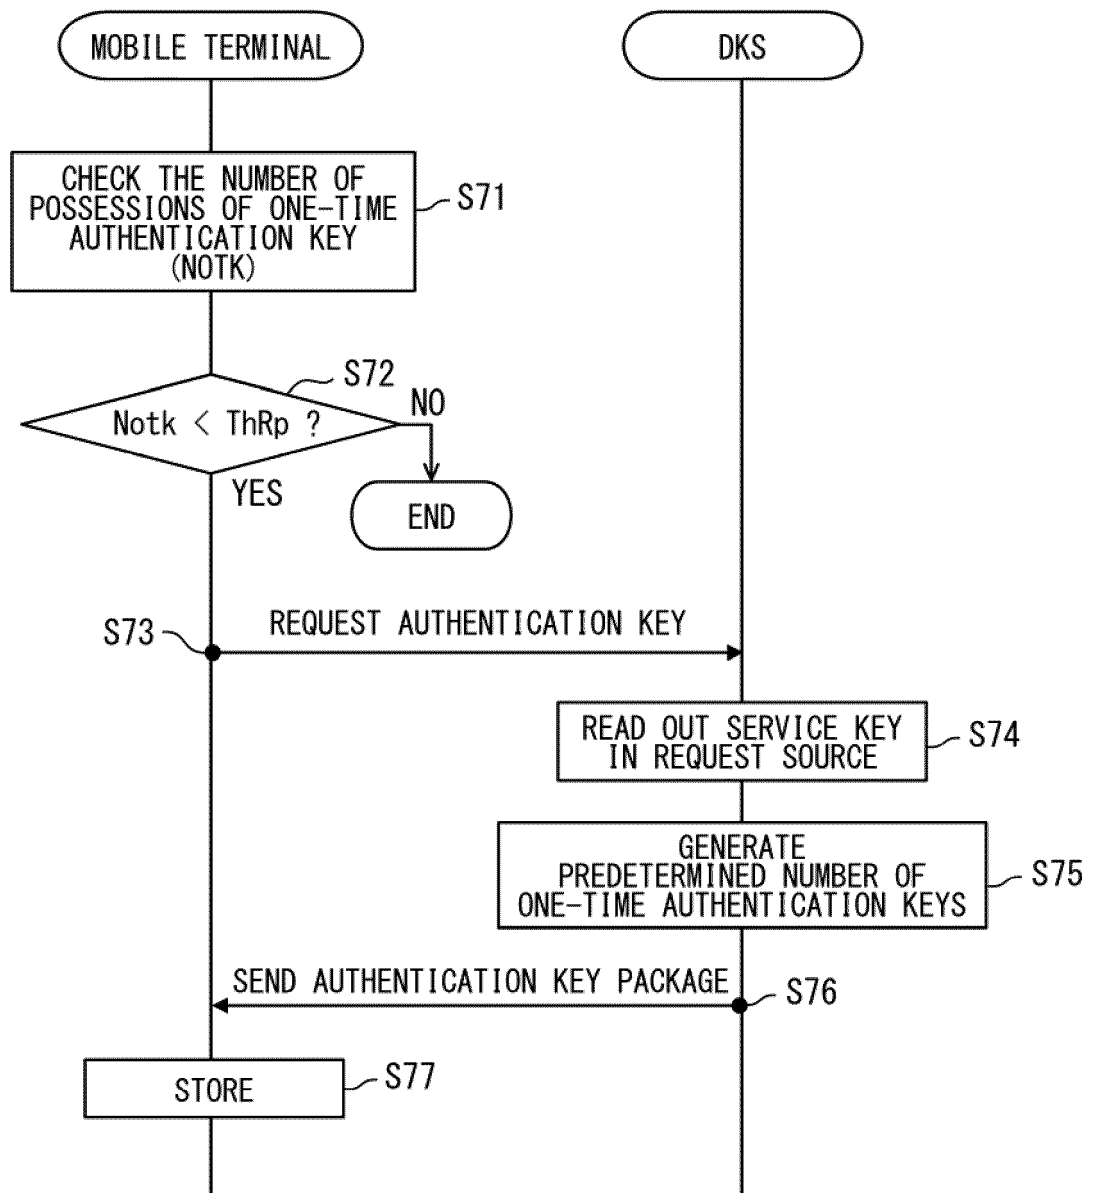 MOBILE TERMINAL
DKS
CHECK THE NUMBER OF
POSSESSIONS OF ONE-TIME
AUTHENTICATION KEY
(NOTK)
S71
S72
Notk < ThRp ?
NO
YES
END
REQUEST AUTHENTICATION KEY
S73
READ OUT SERVICE KEY
IN REQUEST SOURCE
S74
GENERATE
PREDETERMINED NUMBER OF
ONE-TIME AUTHENTICATION KEYS
S75
SEND AUTHENTICATION KEY PACKAGE
S76
STORE
S77